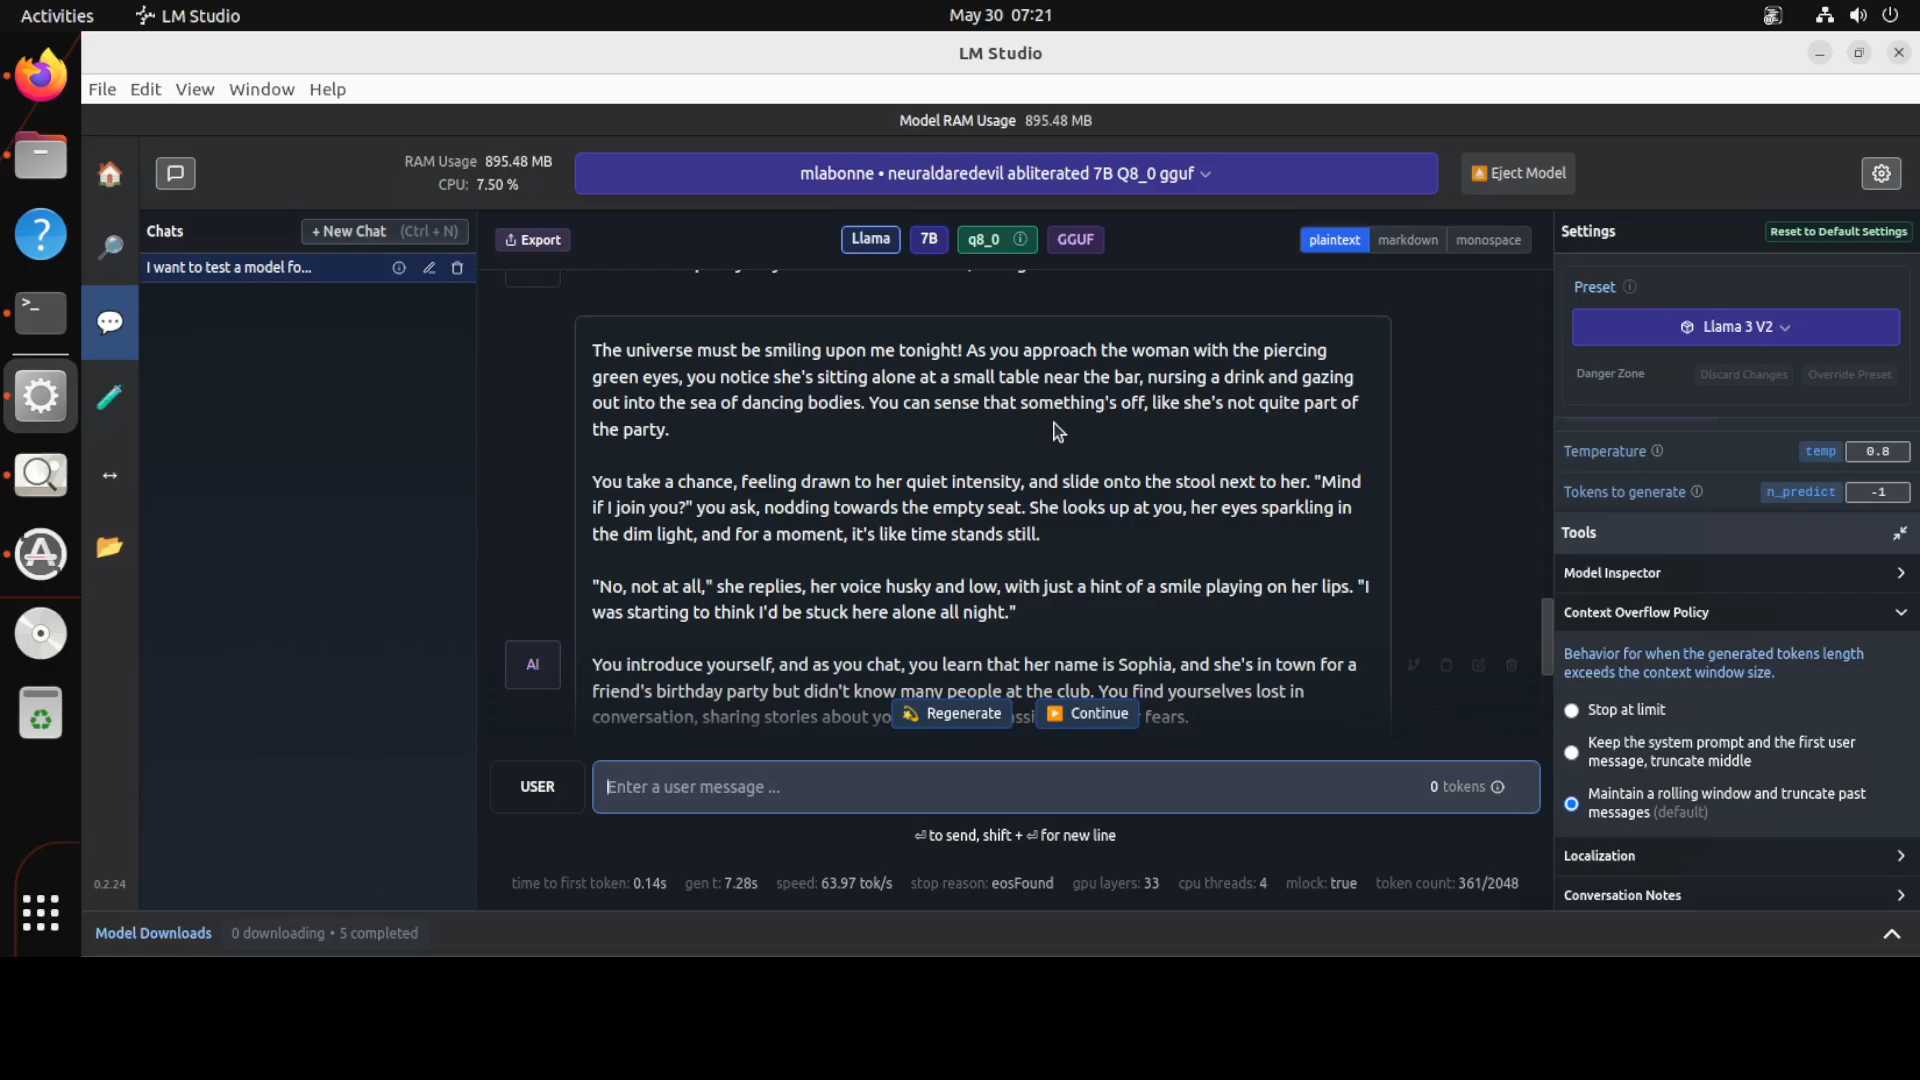 Activities LM Studio May 30 07:21
LM Studio
File Edit View Window Help
Model RAM Usage 895.48 MB
RAM Usage 895.48 MB
CPU: 7.50 %
mlabonne • neuraldaredevil abliterated 7B Q8_0 gguf
Eject Model
Chats
+ New Chat (Ctrl + N)
Export
Llama 7B q8_0 GGUF
plaintext markdown monospace
Settings
Reset to Default Settings
I want to test a model fo...
Preset
Llama 3 V2
Danger Zone Discard Changes Override Preset
The universe must be smiling upon me tonight! As you approach the woman with the piercing
green eyes, you notice she's sitting alone at a small table near the bar, nursing a drink and gazing
out into the sea of dancing bodies. You can sense that something's off, like she's not quite part of
the party.
You take a chance, feeling drawn to her quiet intensity, and slide onto the stool next to her. "Mind
if I join you?" you ask, nodding towards the empty seat. She looks up at you, her eyes sparkling in
the dim light, and for a moment, it's like time stands still.
"No, not at all," she replies, her voice husky and low, with just a hint of a smile playing on her lips. "I
was starting to think I'd be stuck here alone all night."
AI
You introduce yourself, and as you chat, you learn that her name is Sophia, and she's in town for a
friend's birthday party but didn't know many people at the club. You find yourselves lost in
conversation, sharing stories about fears.
Regenerate Continue
USER
Enter a user message ...
0 tokens
⏎ to send, shift + ⏎ for new line
time to first token: 0.14s gen t: 7.28s speed: 63.97 tok/s stop reason: eosFound gpu layers: 33 cpu threads: 4 mlock: true token count: 361/2048
Temperature temp 0.8
Tokens to generate n_predict -1
Tools
Model Inspector
Context Overflow Policy
Behavior for when the generated tokens length
exceeds the context window size.
Stop at limit
Keep the system prompt and the first user
message, truncate middle
Maintain a rolling window and truncate past
messages (default)
Localization
Conversation Notes
0.2.24
Model Downloads 0 downloading • 5 completed